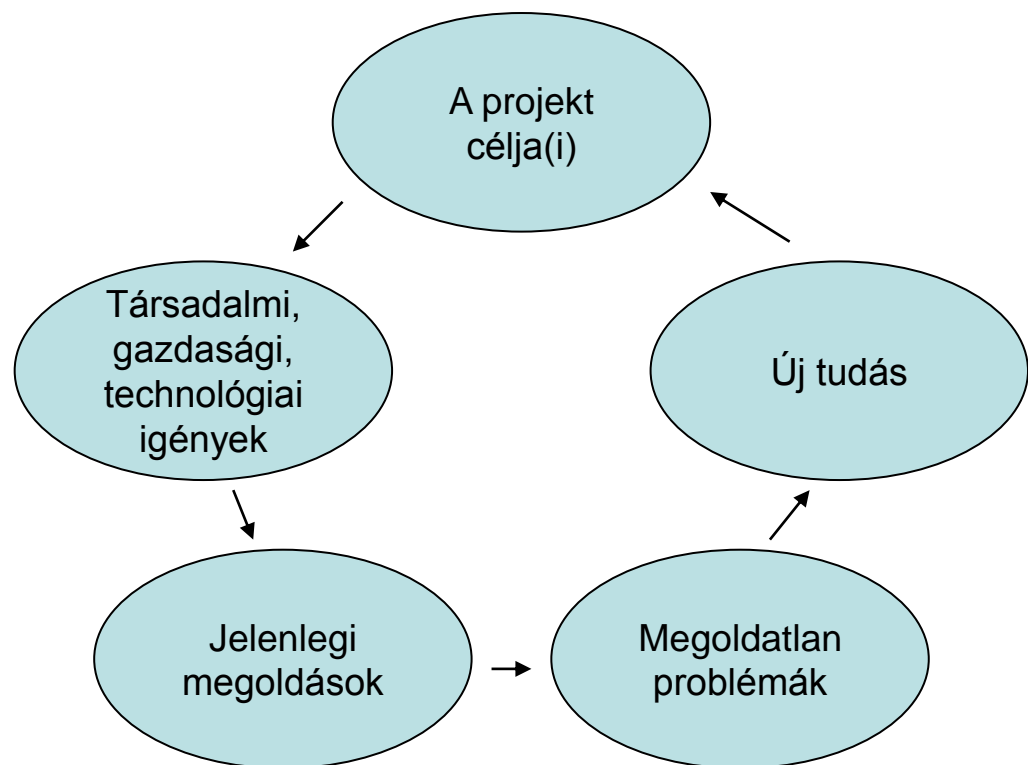 A projekt
célja(i)
Társadalmi,
gazdasági,
technológiai
igények
Új tudás
Jelenlegi
megoldások
Megoldatlan
problémák